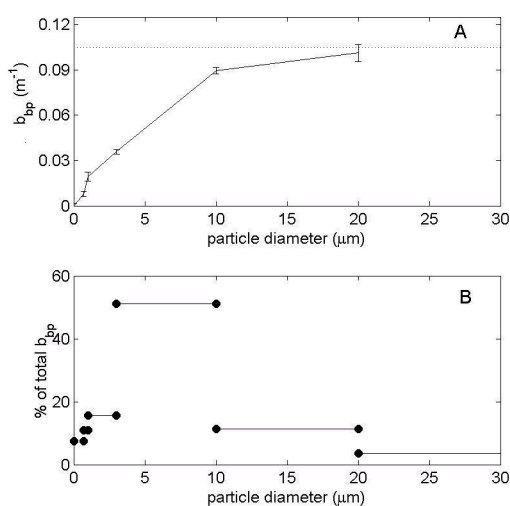 0.12
0.09
0.06
0.03
0
b_bp (m^-1)
A
0 5 10 15 20 25 30
particle diameter (μm)
60
40
20
0
% of total b_bp
B
0 5 10 15 20 25 30
particle diameter (μm)